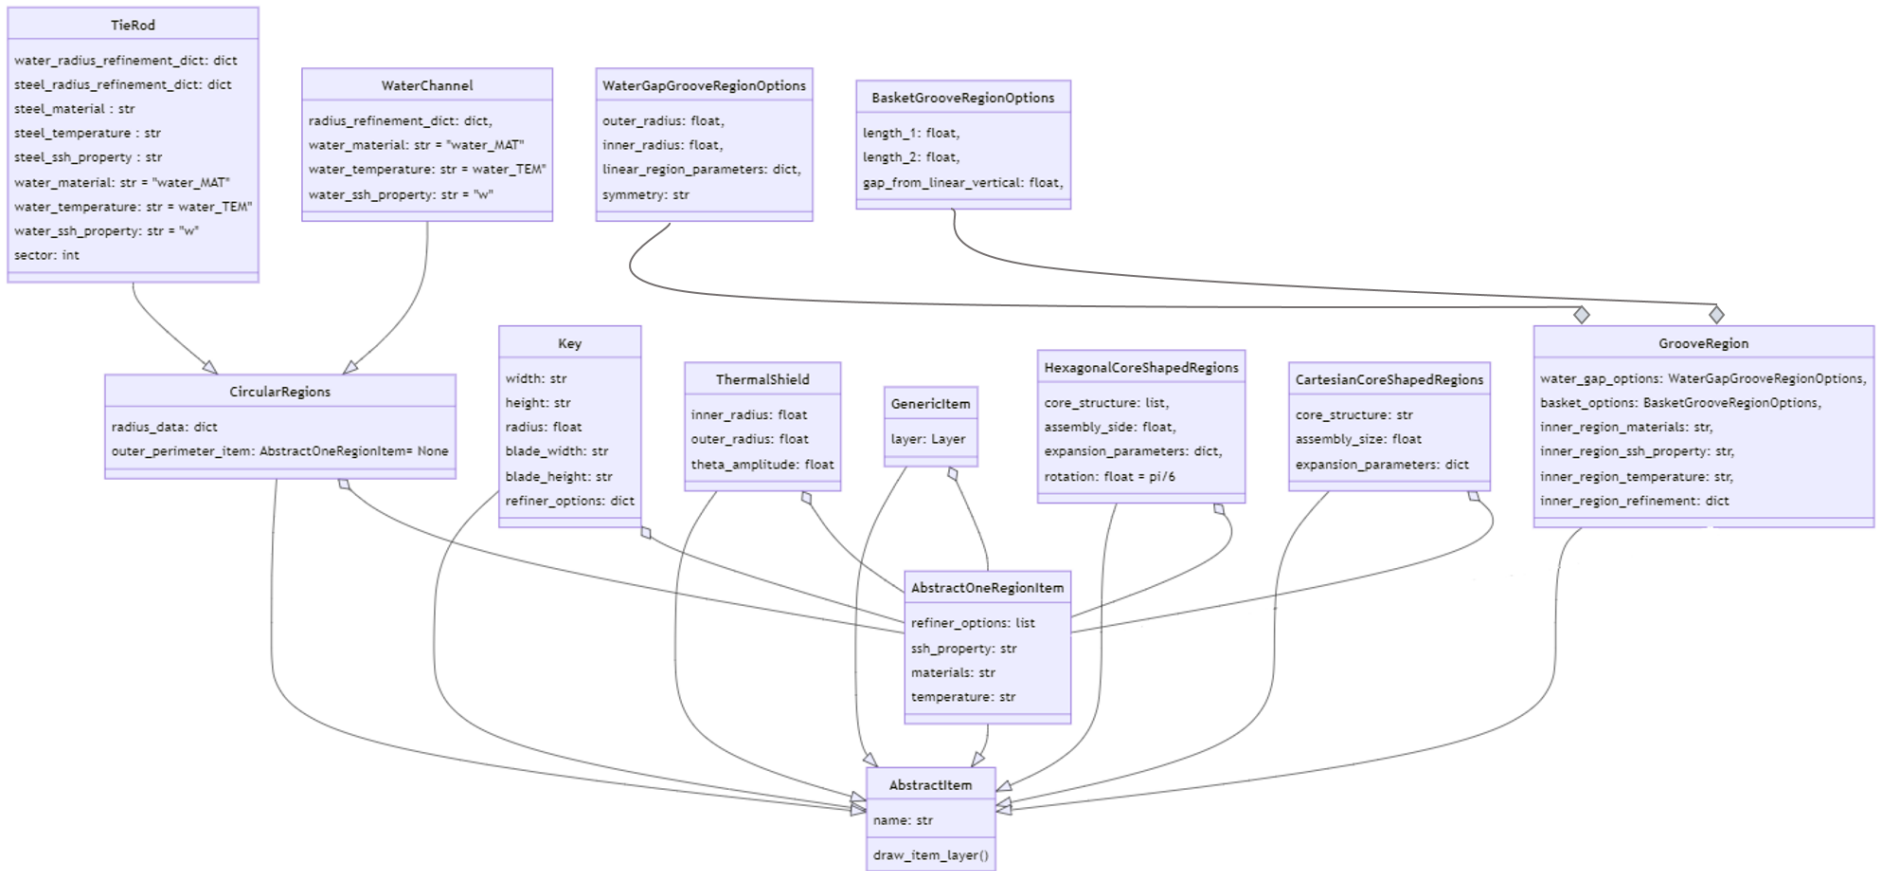 TieRod
water_radius_refinement_dict: dict
steel_radius_refinement_dict: dict
steel_material : str
steel_temperature : str
steel_ssh_property : str
water_material: str = "water_MAT"
water_temperature: str = water_TEM"
water_ssh_property: str = "w"
sector: int
WaterChannel
radius_refinement_dict: dict,
water_material: str = "water_MAT"
water_temperature: str = water_TEM"
water_ssh_property: str = "w"
WaterGapGrooveRegionOptions
outer_radius: float,
inner_radius: float,
linear_region_parameters: dict,
symmetry: str
BasketGrooveRegionOptions
length_1: float,
length_2: float,
gap_from_linear_vertical: float,
CircularRegions
radius_data: dict
outer_perimeter_item: AbstractOneRegionItem= None
Key
width: str
height: str
radius: float
blade_width: str
blade_height: str
refiner_options: dict
ThermalShield
inner_radius: float
outer_radius: float
theta_amplitude: float
GenericItem
layer: Layer
HexagonalCoreShapedRegions
core_structure: list,
assembly_side: float,
expansion_parameters: dict,
rotation: float = pi/6
CartesianCoreShapedRegions
core_structure: str
assembly_size: float
expansion_parameters: dict
GrooveRegion
water_gap_options: WaterGapGrooveRegionOptions,
basket_options: BasketGrooveRegionOptions,
inner_region_materials: str,
inner_region_ssh_property: str,
inner_region_temperature: str,
inner_region_refinement: dict
AbstractOneRegionItem
refiner_options: list
ssh_property: str
materials: str
temperature: str
AbstractItem
name: str
draw_item_layer()